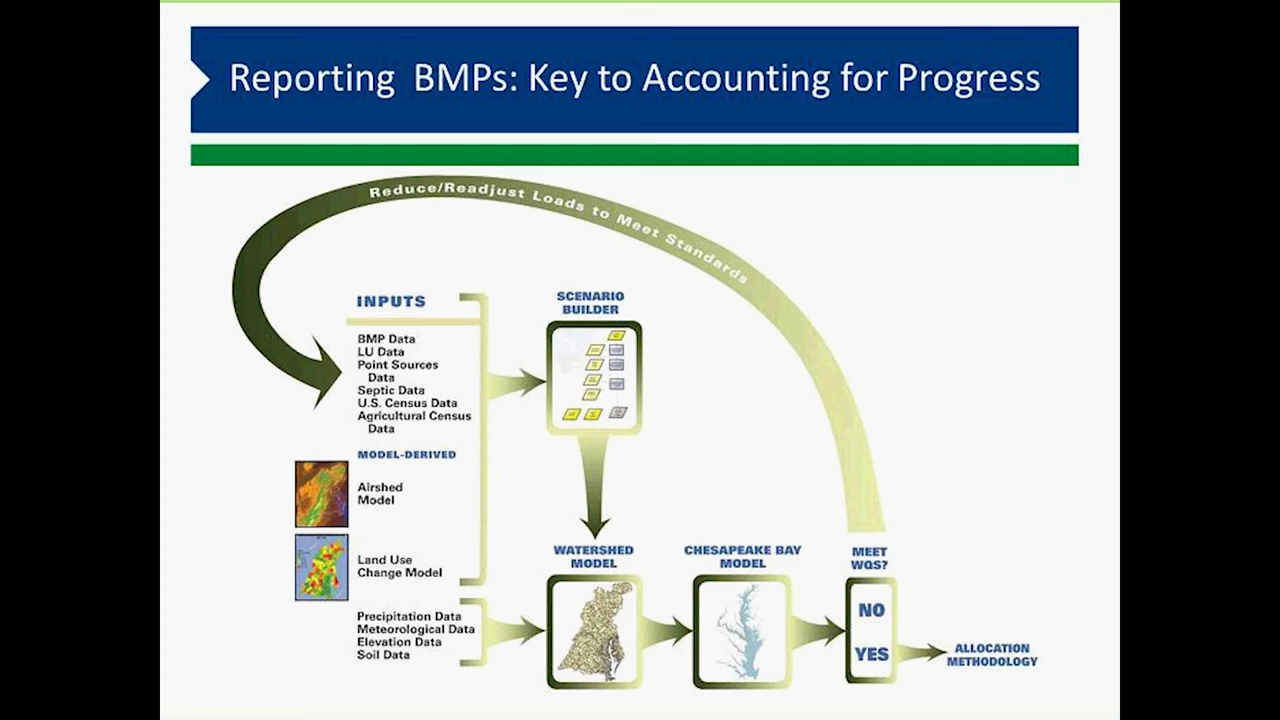 Reporting  BMPs: Key to Accounting for Progress
Reduce/Readjust Loads to Meet Standards
INPUTS
BMP Data
LU Data
Point Sources
Data
Septic Data
U.S. Census Data
Agricultural Census
Data
MODEL-DERIVED
Airshed
Model
Land Use
Change Model
Precipitation Data
Meteorological Data
Elevation Data
Soil Data
SCENARIO
BUILDER
WATERSHED
MODEL
CHESAPEAKE BAY
MODEL
MEET
WQS?
NO
YES
ALLOCATION
METHODOLOGY